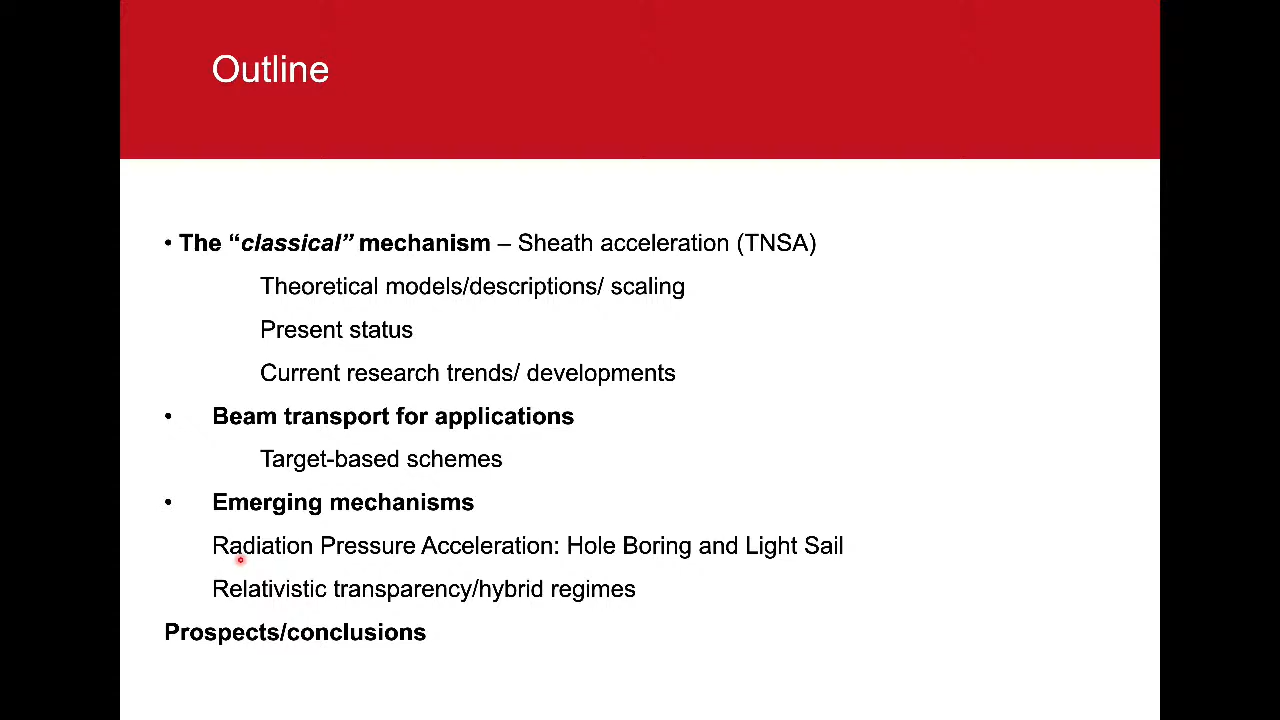 Outline
• The “classical” mechanism – Sheath acceleration (TNSA)
Theoretical models/descriptions/ scaling
Present status
Current research trends/ developments
• Beam transport for applications
Target-based schemes
• Emerging mechanisms
Radiation Pressure Acceleration: Hole Boring and Light Sail
Relativistic transparency/hybrid regimes
Prospects/conclusions